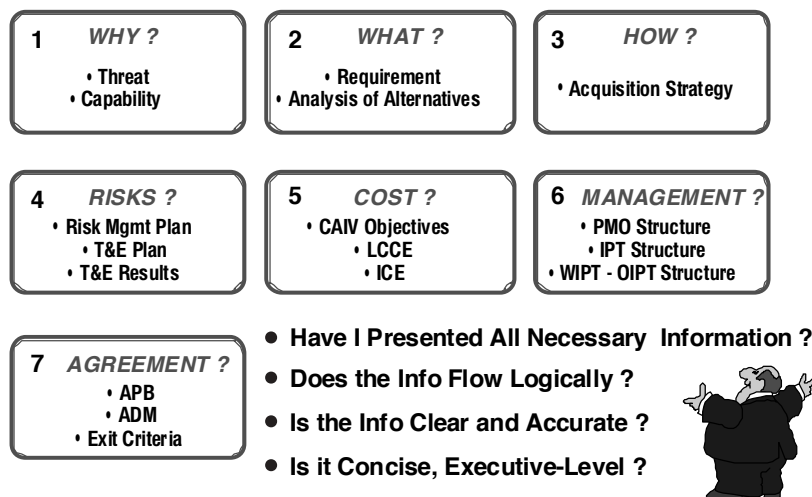 1 WHY ?
• Threat
• Capability
2 WHAT ?
• Requirement
• Analysis of Alternatives
3 HOW ?
• Acquisition Strategy
4 RISKS ?
• Risk Mgmt Plan
• T&E Plan
• T&E Results
5 COST ?
• CAIV Objectives
• LCCE
• ICE
6 MANAGEMENT ?
• PMO Structure
• IPT Structure
• WIPT - OIPT Structure
7 AGREEMENT ?
• APB
• ADM
• Exit Criteria
• Have I Presented All Necessary Information ?
• Does the Info Flow Logically ?
• Is the Info Clear and Accurate ?
• Is it Concise, Executive-Level ?